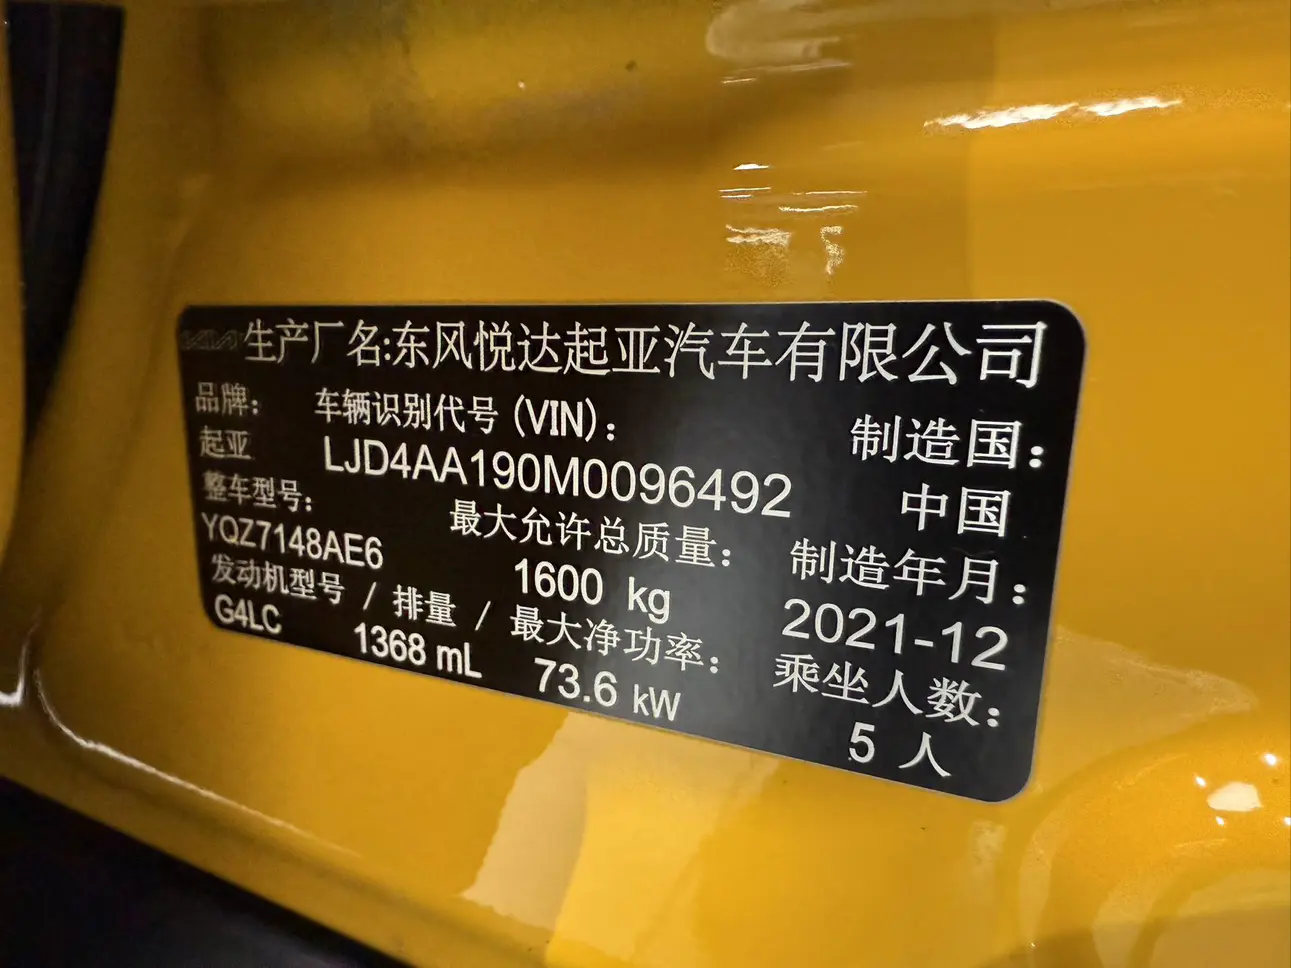 KIA 生产厂名:东风悦达起亚汽车有限公司
品牌: 车辆识别代号 (VIN): 制造国:
起亚 LJD4AA190M0096492 中国
整车型号: 最大允许总质量: 制造年月:
YQZ7148AE6 1600 kg 2021-12
发动机型号 / 排量 / 最大净功率: 乘坐人数:
G4LC 1368 mL 73.6 kW 5 人